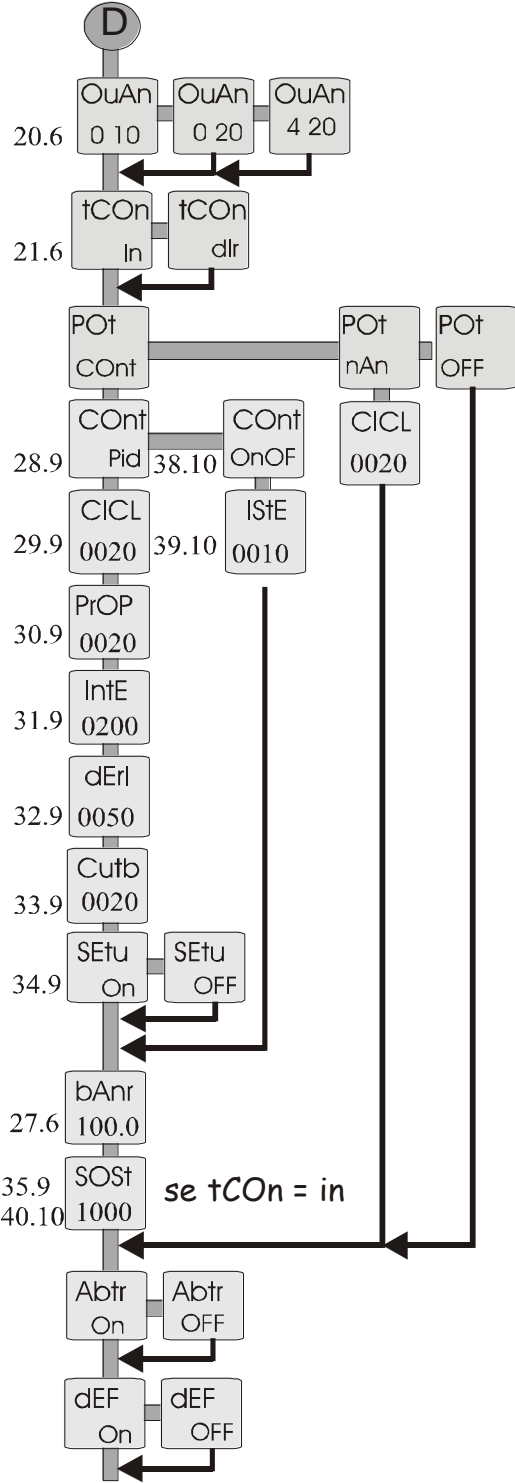 D
OuAn OuAn OuAn
20.6 0 10 0 20 4 20
tCOn tCOn
21.6 In dIr
POt POt POt
COnt nAn OFF
COnt COnt CICL
28.9 Pid 38.10 OnOF 0020
CICL IStE
29.9 0020 39.10 0010
PrOP
30.9 0020
IntE
31.9 0200
dErI
32.9 0050
Cutb
33.9 0020
SEtu SEtu
34.9 On OFF
bAnr
27.6 100.0
35.9 SOSt se tCOn = in
40.10 1000
Abtr Abtr
On OFF
dEF dEF
On OFF